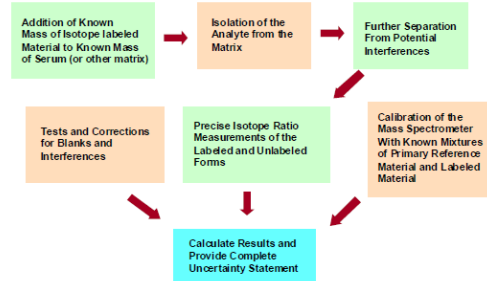 Addition of Known
Mass of Isotope labeled
Material to Known Mass
of Serum (or other matrix)
Isolation of the
Analyte from the
Matrix
Further Separation
From Potential
Interferences
Tests and Corrections
for Blanks and
Interferences
Precise Isotope Ratio
Measurements of the
Labeled and Unlabeled
Forms
Calibration of the
Mass Spectrometer
With Known Mixtures
of Primary Reference
Material and Labeled
Material
Calculate Results and
Provide Complete
Uncertainty Statement